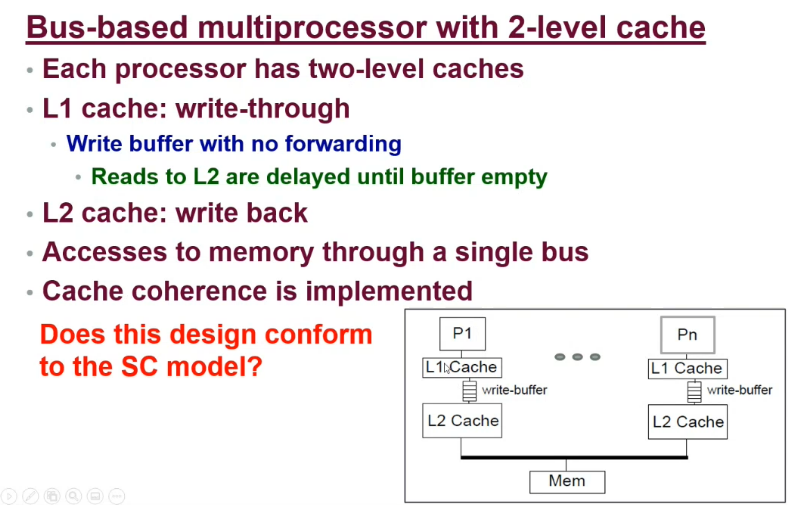 Bus-based multiprocessor with 2-level cache
• Each processor has two-level caches
• L1 cache: write-through
• Write buffer with no forwarding
• Reads to L2 are delayed until buffer empty
• L2 cache: write back
• Accesses to memory through a single bus
• Cache coherence is implemented
Does this design conform
to the SC model?
P1
Pn
L1 Cache
L1 Cache
write-buffer
write-buffer
L2 Cache
L2 Cache
Mem